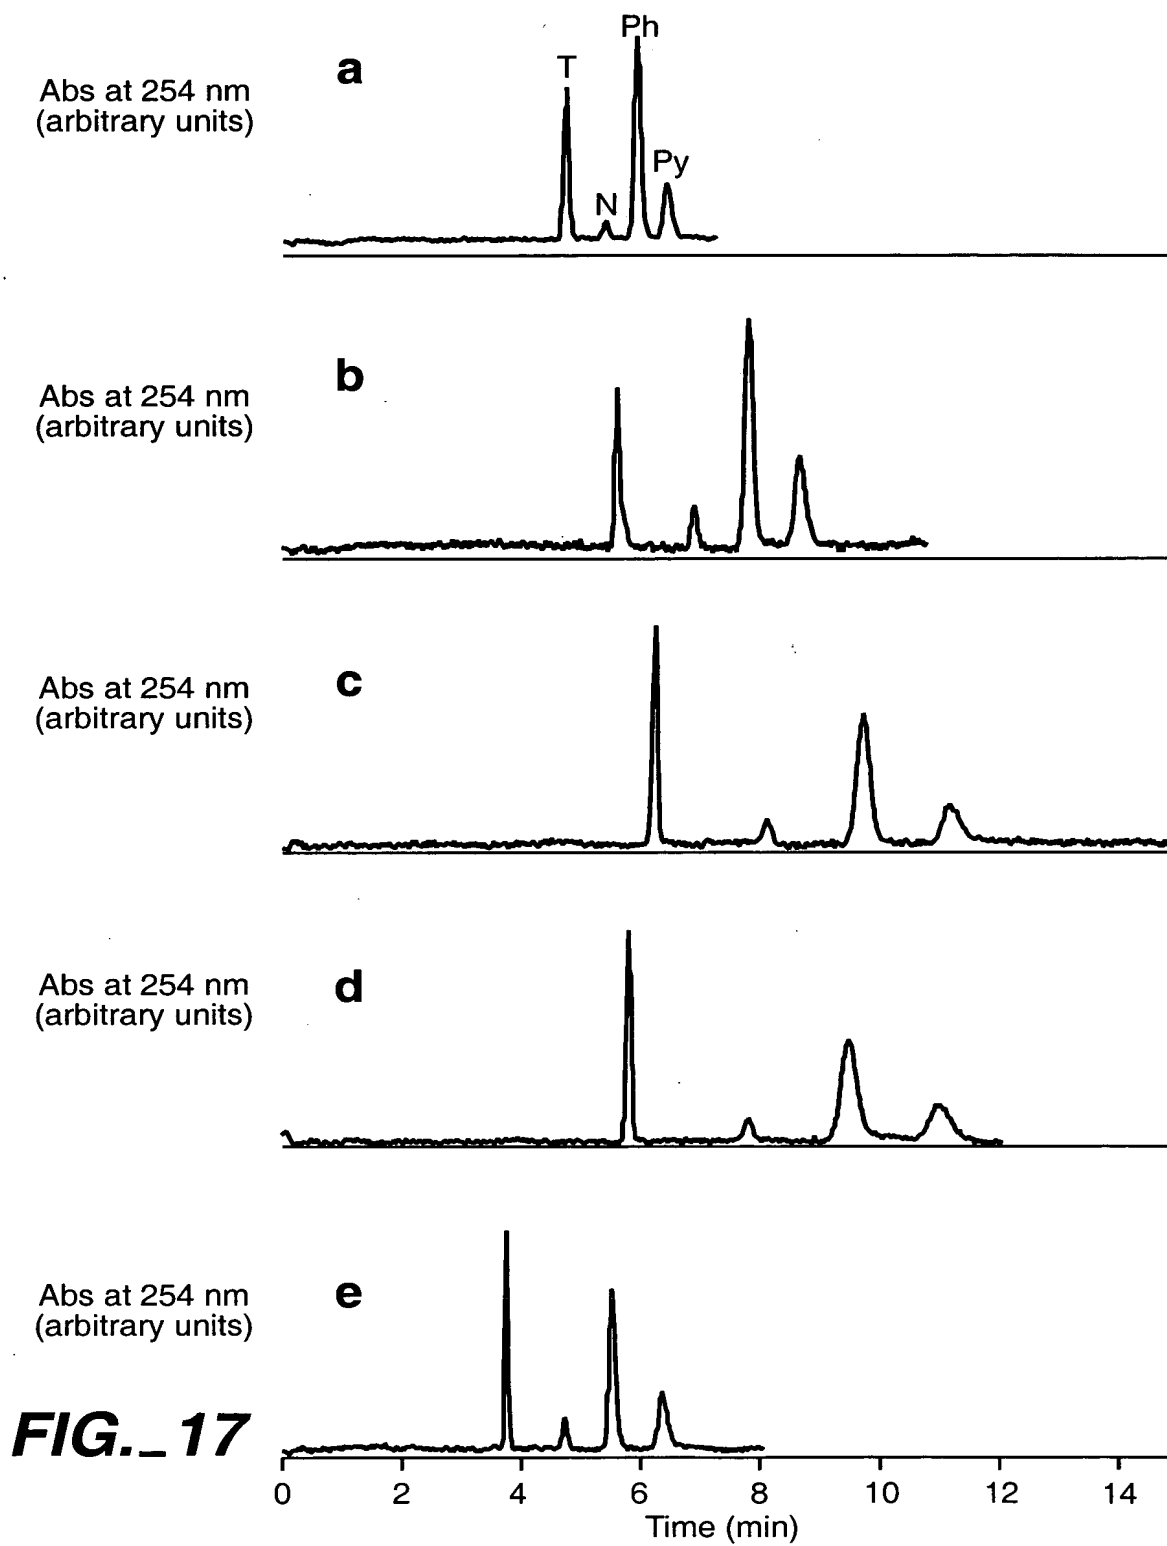 Ph
T
a
Abs at 254 nm
(arbitrary units)
Py
N
b
Abs at 254 nm
(arbitrary units)
c
Abs at 254 nm
(arbitrary units)
d
Abs at 254 nm
(arbitrary units)
e
Abs at 254 nm
(arbitrary units)
FIG._17
0 2 4 6 8 10 12 14
Time (min)